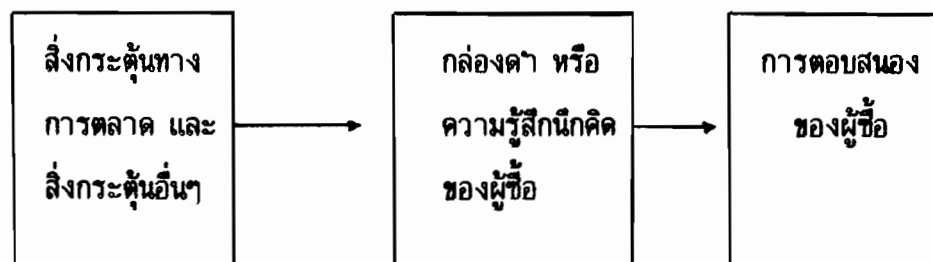 สิ่งกระตุ้นทาง
การตลาด และ
สิ่งกระตุ้นอื่นๆ
กล่องดำ หรือ
ความรู้สึกนึกคิด
ของผู้ซื้อ
การตอบสนอง
ของผู้ซื้อ